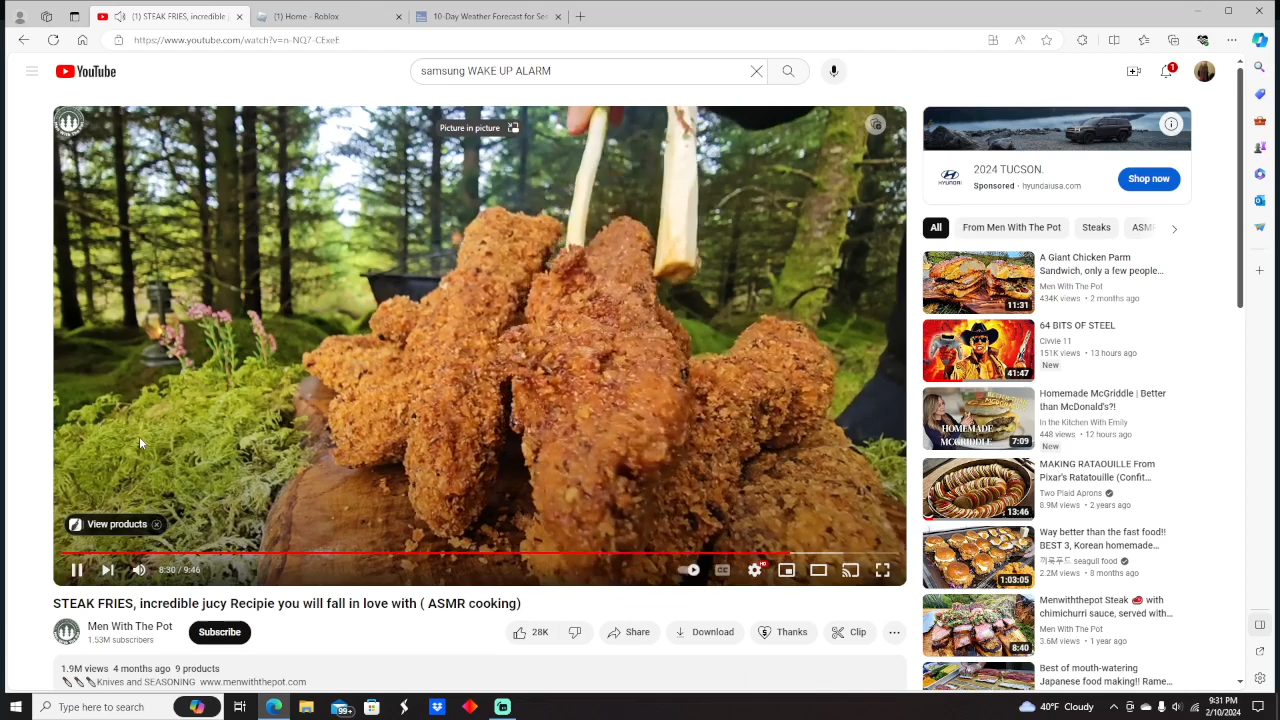 (1) STEAK FRIES, incredible j
(1) Home - Roblox
10-Day Weather Forecast for Sea
https://www.youtube.com/watch?v=n-NQ7-CExeE
YouTube
samsung WAKE UP ALARM
1
Picture in picture
View products
8:30 / 9:46
CC
HD
STEAK FRIES, incredible jucy Recipie you will fall in love with ( ASMR cooking)
Men With The Pot
1.53M subscribers
Subscribe
28K
Share
Download
Thanks
Clip
1.9M views 4 months ago 9 products
Knives and SEASONING www.menwiththepot.com
HYUNDAI
2024 TUCSON.
Sponsored · hyundaiusa.com
Shop now
All
From Men With The Pot
Steaks
ASMR
11:31
A Giant Chicken Parm
Sandwich, only a few people...
Men With The Pot
434K views • 2 months ago
41:47
64 BITS OF STEEL
Civvie 11
151K views • 13 hours ago
New
HOMEMADE
MCGRIDDLE
7:09
Homemade McGriddle | Better
than McDonald's?!
In the Kitchen With Emily
448 views • 12 hours ago
New
13:46
MAKING RATAOUILLE From
Pixar's Ratatouille (Confit...
Two Plaid Aprons
8.9M views • 2 years ago
1:03:05
Way better than the fast food!!
BEST 3, Korean homemade...
seagull food
2.2M views • 8 months ago
8:40
Menwiththepot Steak with
chimichurri sauce, served with...
Men With The Pot
3.6M views • 1 year ago
Best of mouth-watering
Japanese food making!! Rame...
Type here to search
99+
40°F Cloudy
9:31 PM
2/10/2024